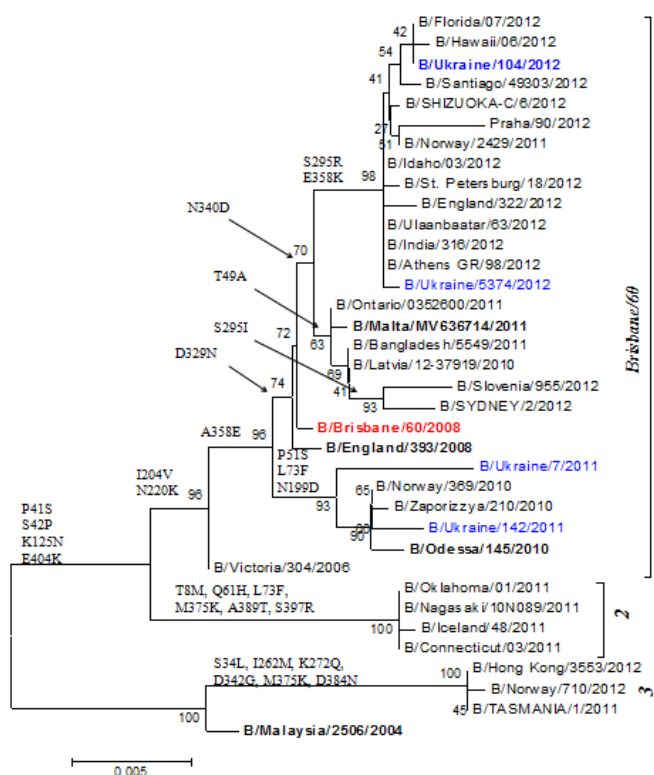 B/Florida/07/2012
42
B/Hawaii/06/2012
54
B/Ukraine/104/2012
41
B/Santiago/49303/2012
B/SHIZUOKA-C/6/2012
27
Praha/90/2012
51
B/Norway/2429/2011
S295R
E358K
98
B/Idaho/03/2012
B/St. Petersburg/18/2012
B/England/322/2012
N340D
B/Ulaanbaatar/63/2012
70
B/India/316/2012
B/Athens GR/98/2012
T49A
B/Ukraine/5374/2012
B/Ontario/0352600/2011
S295I
72
B/Malta/MV636714/2011
63
B/Bangladesh/5549/2011
D329N
69
B/Latvia/12-37919/2010
74
41
B/Slovenia/955/2012
93
B/SYDNEY/2/2012
Brisbane/60
A358E
96
B/Brisbane/60/2008
B/England/393/2008
P51S
L73F
N199D
B/Ukraine/7/2011
I204V
N220K
96
65
B/Norway/369/2010
93
B/Zaporizzya/210/2010
B/Ukraine/142/2011
90
B/Odessa/145/2010
P41S
S42P
K125N
E404K
B/Victoria/304/2006
T8M, Q61H, L73F,
M375K, A389T, S397R
B/Oklahoma/01/2011
B/Nagasaki/10N089/2011
100
B/Iceland/48/2011
B/Connecticut/03/2011
2
S34L, I262M, K272Q,
D342G, M375K, D384N
100
B/Hong Kong/3553/2012
B/Norway/710/2012
45
B/TASMANIA/1/2011
3
100
B/Malaysia/2506/2004
0.005